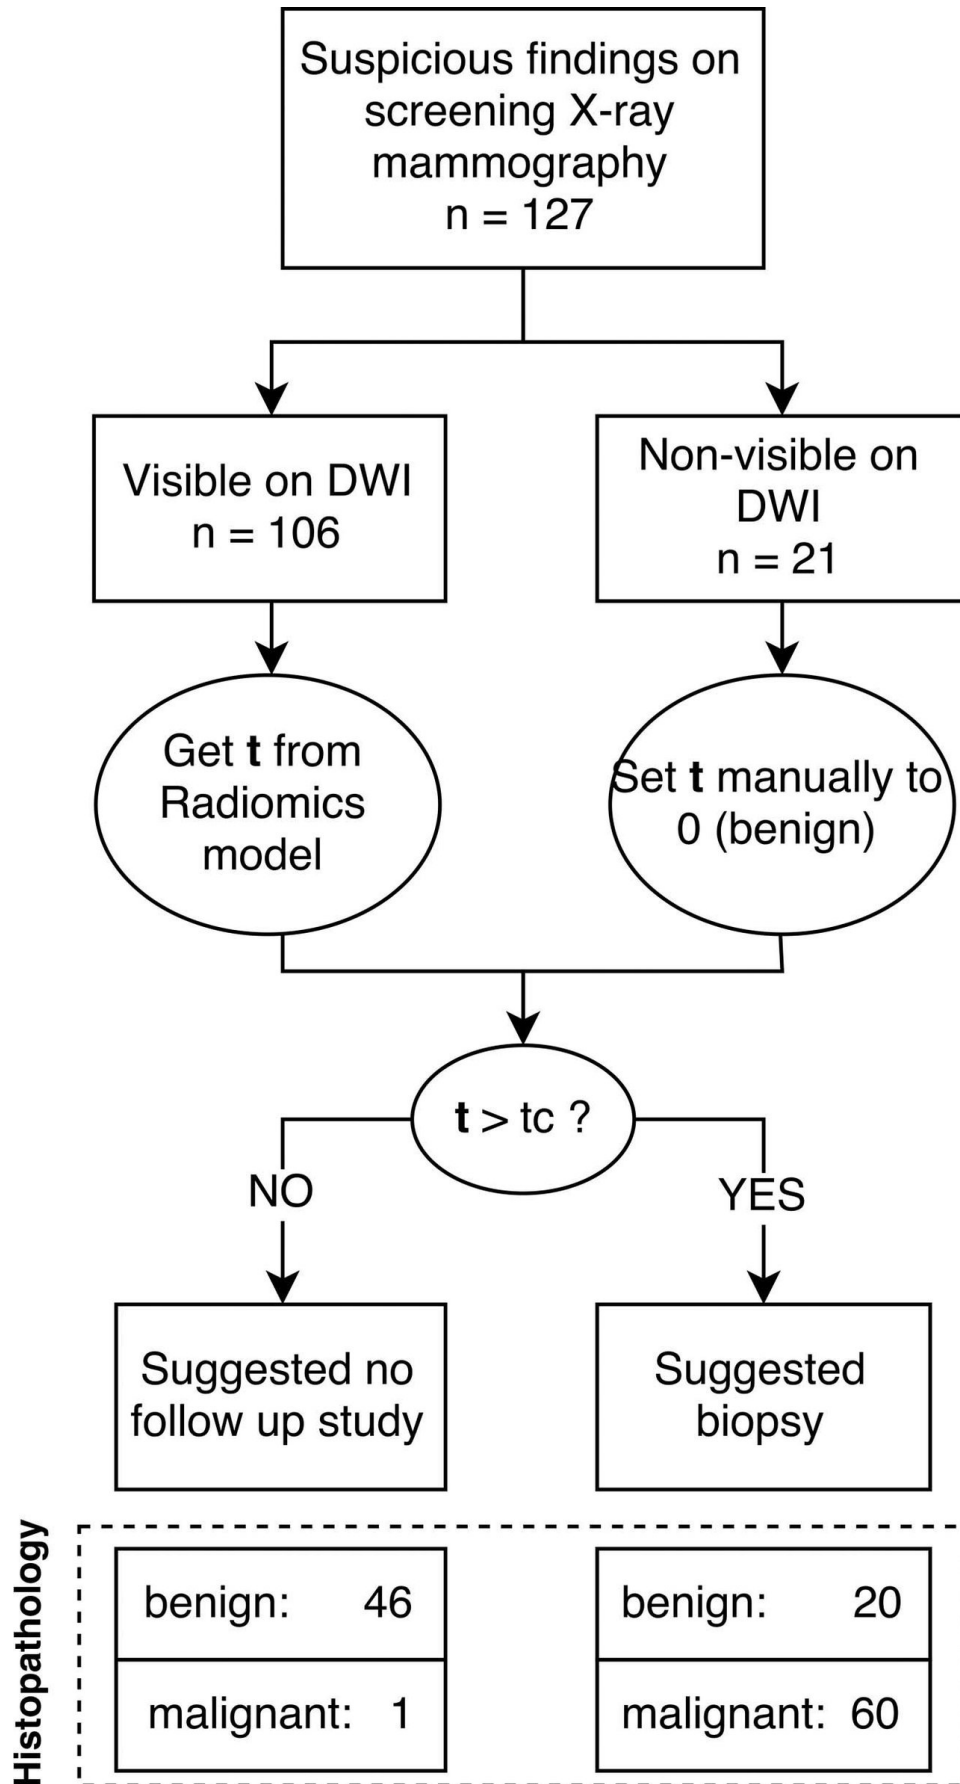 Suspicious findings on
screening X-ray
mammography
n = 127
Visible on DWI
n = 106
Non-visible on
DWI
n = 21
Get t from
Radiomics
model
Set t manually to
0 (benign)
t > tc ?
NO
YES
Suggested no
follow up study
Suggested
biopsy
Histopathology
benign: 46
malignant: 1
benign: 20
malignant: 60